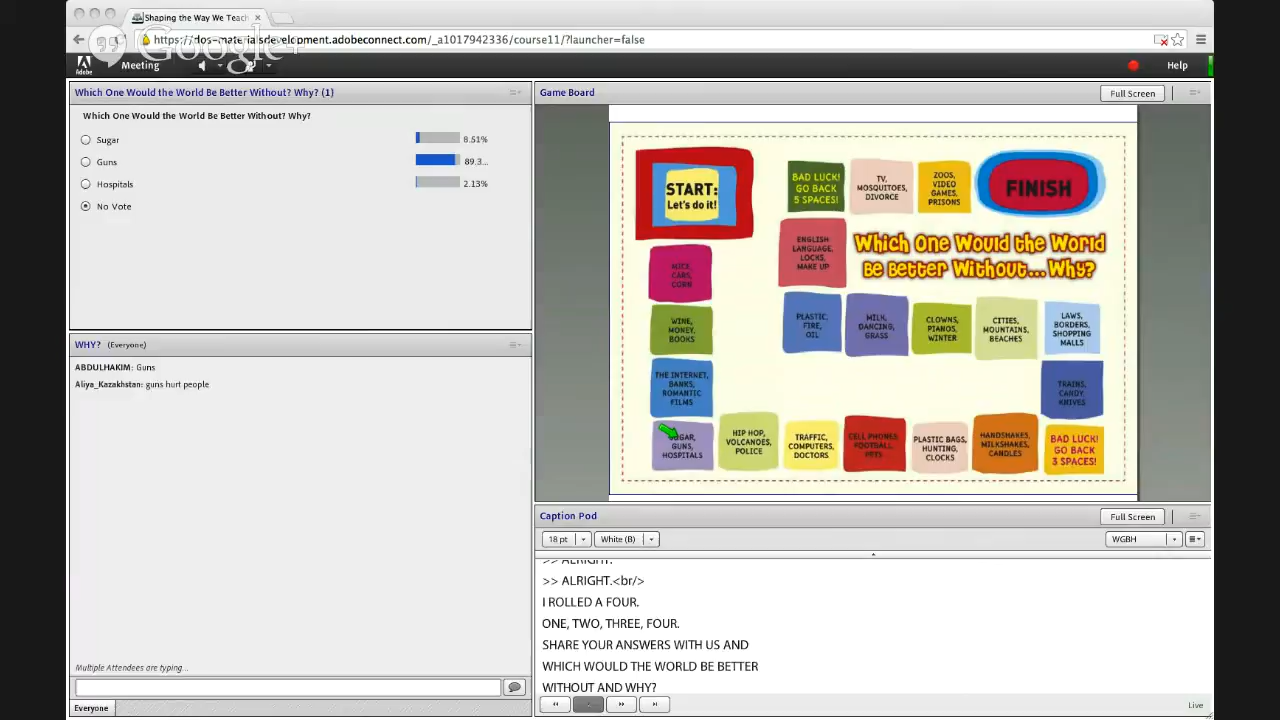 Shaping the Way We Teach
Google+
https://dos-materialsdevelopment.adobeconnect.com/_a1017942336/course11/?launcher=false
Adobe
Meeting
Help
Which One Would the World Be Better Without? Why? (1)
Which One Would the World Be Better Without? Why?
Sugar 8.51%
Guns 89.3...
Hospitals 2.13%
No Vote
WHY? (Everyone)
ABDULHAKIM: Guns
Aliya_Kazakhstan: guns hurt people
Multiple Attendees are typing...
Everyone
Game Board
Full Screen
START:
Let's do it!
MICE,
CARS,
CORN
WINE,
MONEY,
BOOKS
THE INTERNET,
BANKS,
ROMANTIC
FILMS
SUGAR,
GUNS,
HOSPITALS
HIP HOP,
VOLCANOES,
POLICE
TRAFFIC,
COMPUTERS,
DOCTORS
CELL PHONES,
FOOTBALL,
PETS
PLASTIC BAGS,
HUNTING,
CLOCKS
HANDSHAKES,
MILKSHAKES,
CANDLES
BAD LUCK!
GO BACK
3 SPACES!
TRAINS,
CANDY,
KNIVES
LAWS,
BORDERS,
SHOPPING
MALLS
CITIES,
MOUNTAINS,
BEACHES
CLOWNS,
PIANOS,
WINTER
MILK,
DANCING,
GRASS
PLASTIC,
FIRE,
OIL
ENGLISH
LANGUAGE,
LOCKS,
MAKE UP
BAD LUCK!
GO BACK
5 SPACES!
TV,
MOSQUITOES,
DIVORCE
ZOOS,
VIDEO
GAMES,
PRISONS
FINISH
Which One Would the World
Be Better Without... Why?
Caption Pod
Full Screen
18 pt
White (B)
WGBH
>> ALRIGHT.
>> ALRIGHT.<br/>
I ROLLED A FOUR.
ONE, TWO, THREE, FOUR.
SHARE YOUR ANSWERS WITH US AND
WHICH WOULD THE WORLD BE BETTER
WITHOUT AND WHY?
Live